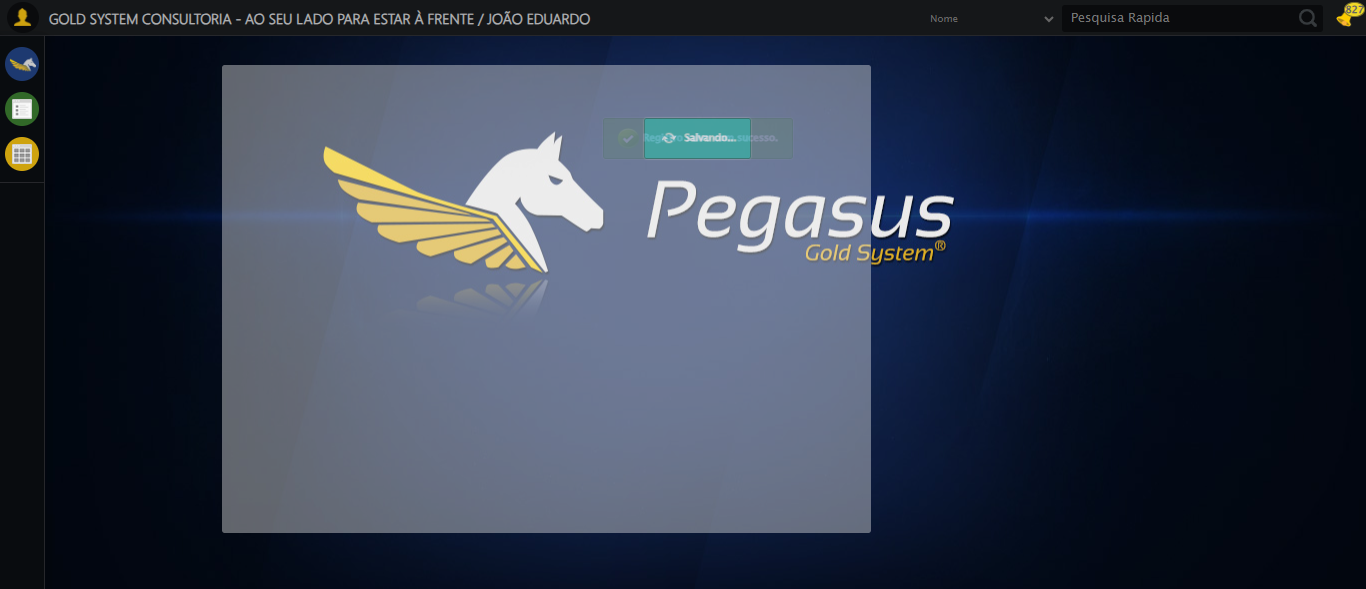 GOLD SYSTEM CONSULTORIA - AO SEU LADO PARA ESTAR À FRENTE / JOÃO EDUARDO
Nome
Pesquisa Rapida
827
Salvando...
sucesso.
Pegasus
Gold System®